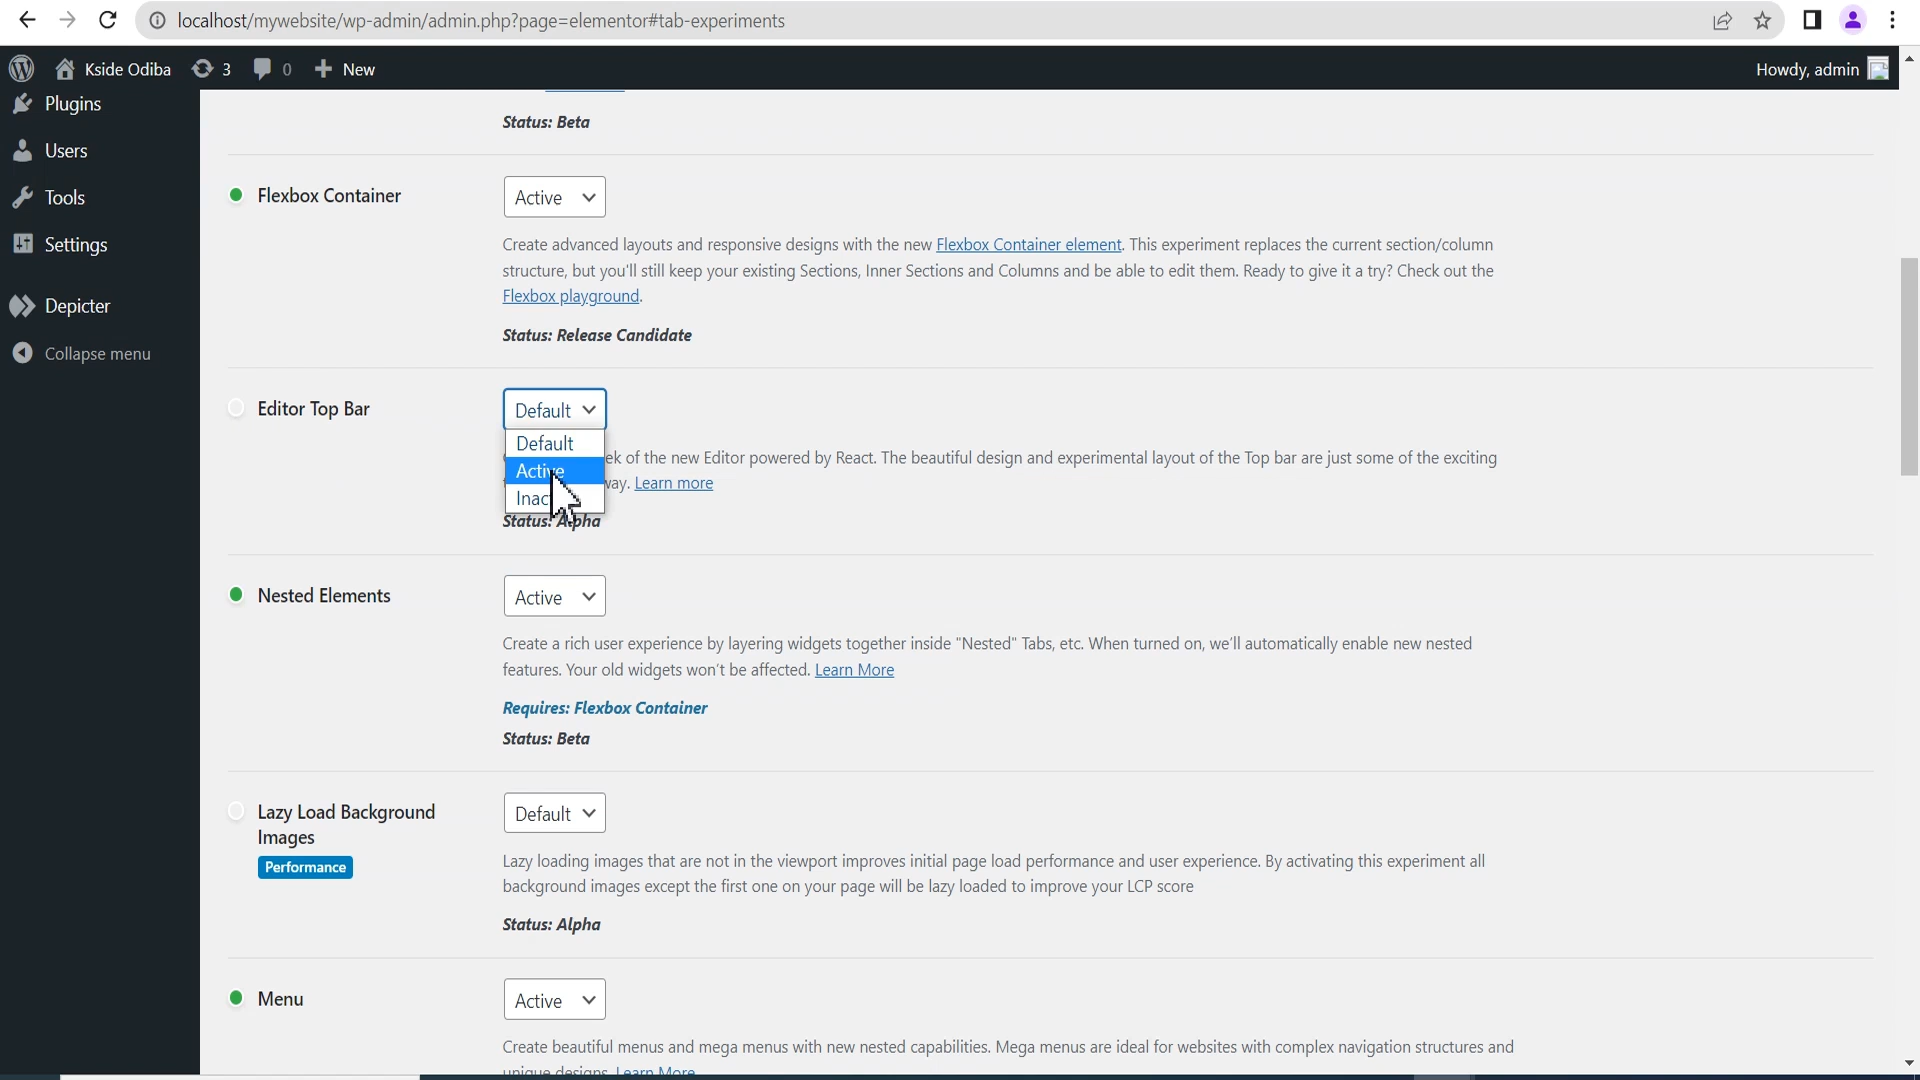 localhost/mywebsite/wp-admin/admin.php?page=elementor#tab-experiments
Kside Odiba 3 0 New Howdy, admin
Plugins
Users
Tools
Settings
Depicter
Collapse menu
Status: Beta
Flexbox Container Active
Create advanced layouts and responsive designs with the new Flexbox Container element. This experiment replaces the current section/column
structure, but you'll still keep your existing Sections, Inner Sections and Columns and be able to edit them. Ready to give it a try? Check out the
Flexbox playground.
Status: Release Candidate
Editor Top Bar Default
Default
Active
of the new Editor powered by React. The beautiful design and experimental layout of the Top bar are just some of the exciting
Learn more
Status: Alpha
Nested Elements Active
Create a rich user experience by layering widgets together inside "Nested" Tabs, etc. When turned on, we'll automatically enable new nested
features. Your old widgets won't be affected. Learn More
Requires: Flexbox Container
Status: Beta
Lazy Load Background
Images
Performance
Default
Lazy loading images that are not in the viewport improves initial page load performance and user experience. By activating this experiment all
background images except the first one on your page will be lazy loaded to improve your LCP score
Status: Alpha
Menu Active
Create beautiful menus and mega menus with new nested capabilities. Mega menus are ideal for websites with complex navigation structures and
unique designs. Learn More